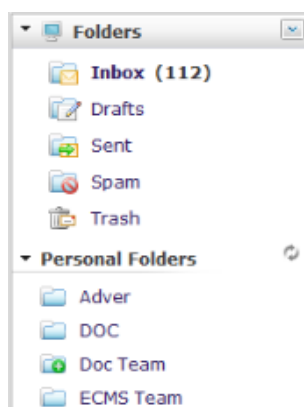 Folders
Inbox (112)
Drafts
Sent
Spam
Trash
Personal Folders
Adver
DOC
Doc Team
ECMS Team